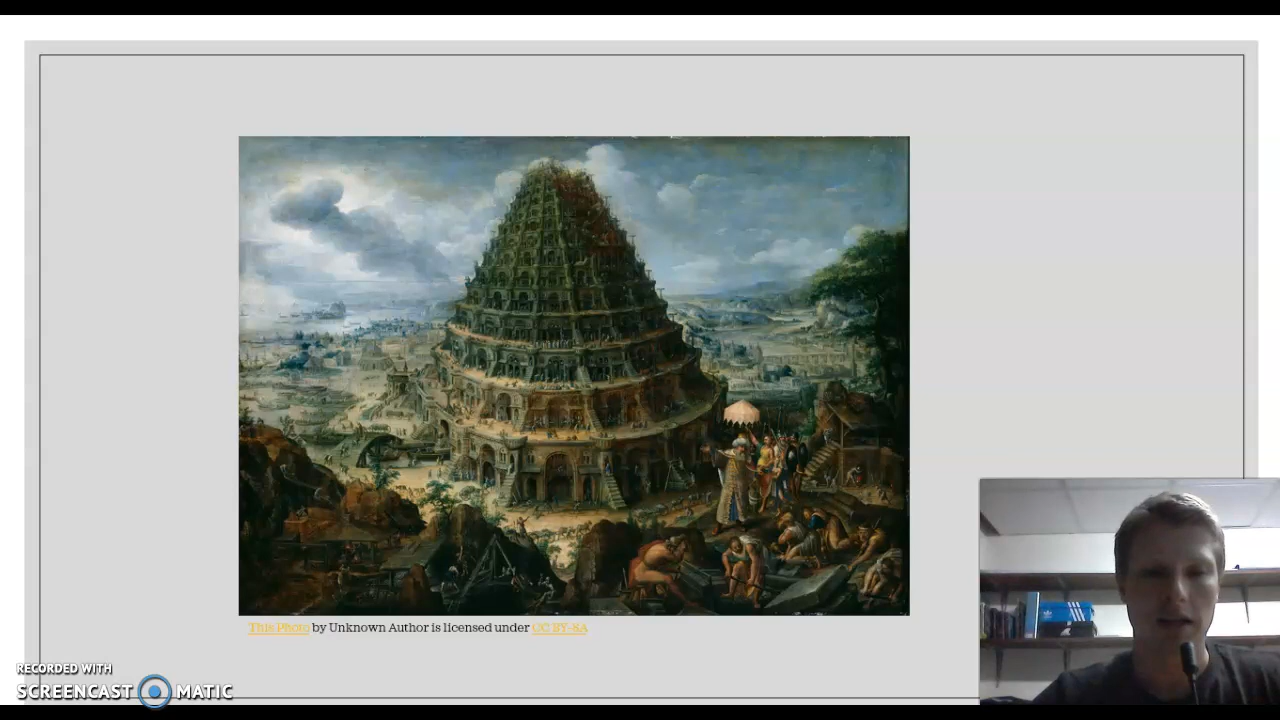 This Photo by Unknown Author is licensed under CC BY-SA
RECORDED WITH
SCREENCAST MATIC